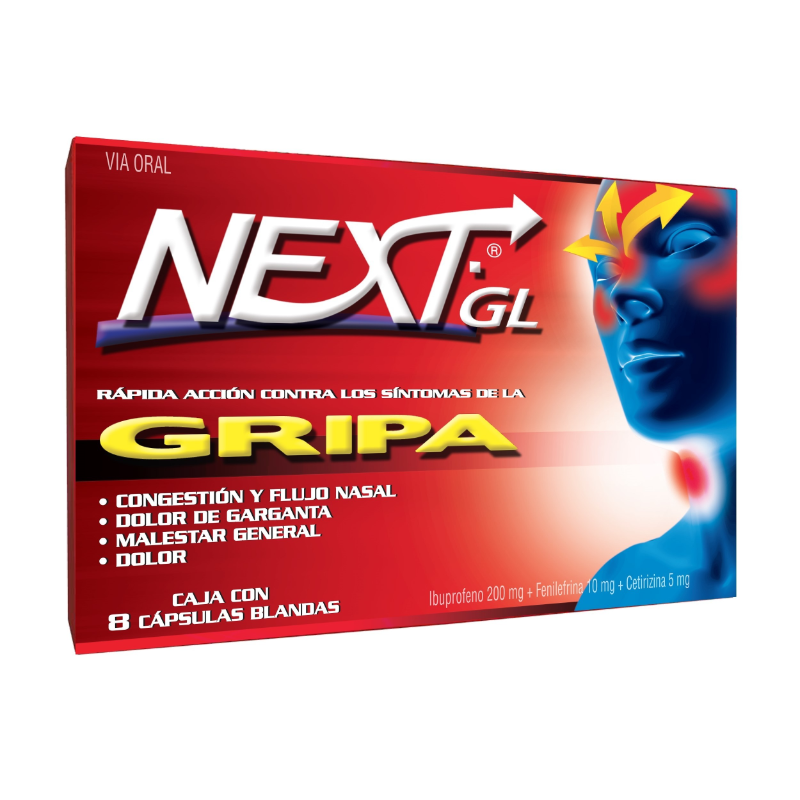 VIA ORAL
NEXT.®
GL
RÁPIDA ACCIÓN CONTRA LOS SÍNTOMAS DE LA
GRIPA
• CONGESTIÓN Y FLUJO NASAL
• DOLOR DE GARGANTA
• MALESTAR GENERAL
• DOLOR
CAJA CON
8 CÁPSULAS BLANDAS
Ibuprofeno 200 mg + Fenilefrina 10 mg + Cetirizina 5 mg